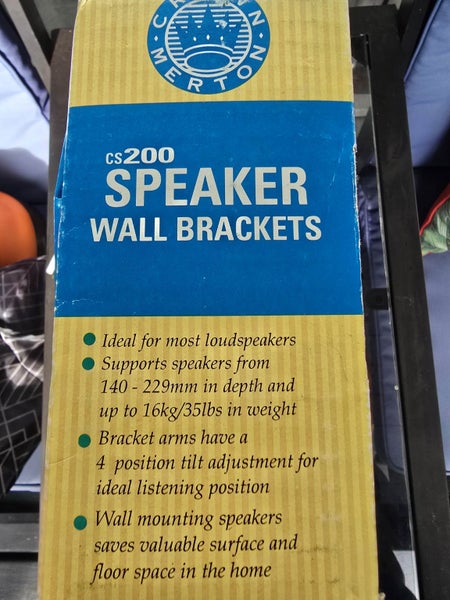 CROWN
MERTON
CS200
SPEAKER
WALL BRACKETS
Ideal for most loudspeakers
Supports speakers from
140 - 229mm in depth and
up to 16kg/35lbs in weight
Bracket arms have a
4 position tilt adjustment for
ideal listening position
Wall mounting speakers
saves valuable surface and
floor space in the home